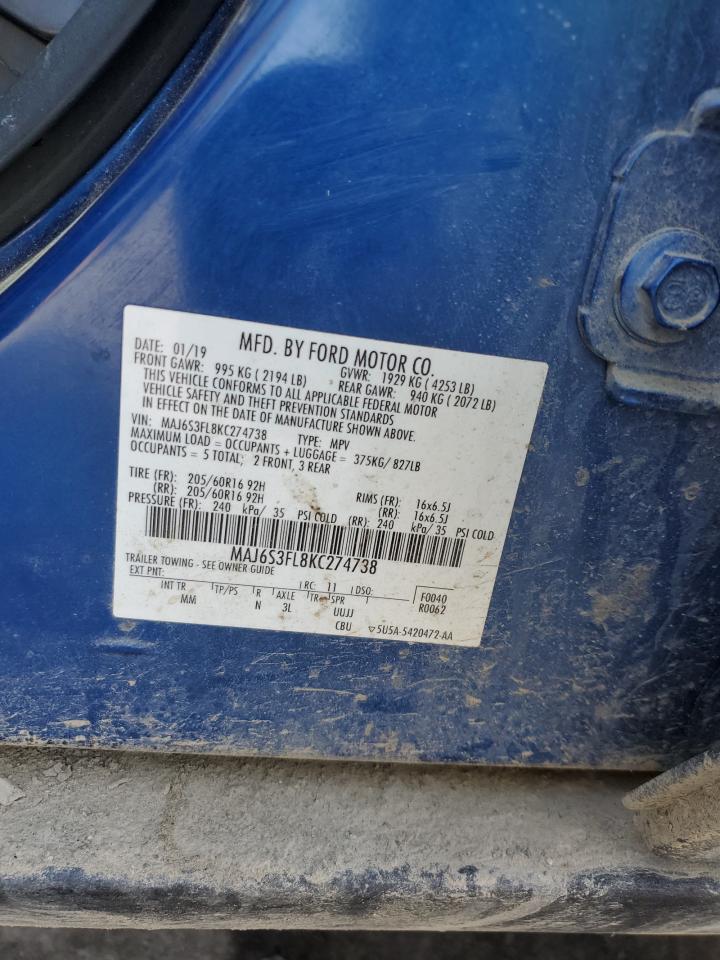 MFD. BY FORD MOTOR CO.
DATE: 01/19 GVWR: 1929 KG ( 4253 LB)
FRONT GAWR: 995 KG ( 2194 LB) REAR GAWR: 940 KG ( 2072 LB)
THIS VEHICLE CONFORMS TO ALL APPLICABLE FEDERAL MOTOR
VEHICLE SAFETY AND THEFT PREVENTION STANDARDS
IN EFFECT ON THE DATE OF MANUFACTURE SHOWN ABOVE.
VIN: MAJ6S3FL8KC274738 TYPE: MPV
MAXIMUM LOAD = OCCUPANTS + LUGGAGE = 375KG/ 827LB
OCCUPANTS = 5 TOTAL; 2 FRONT, 3 REAR
TIRE (FR): 205/60R16 92H RIMS (FR): 16x6.5J
(RR): 205/60R16 92H (RR): 16x6.5J
PRESSURE (FR): 240 kPa/ 35 PSI COLD (RR): 240 kPa/ 35 PSI COLD
MAJ6S3FL8KC274738
TRAILER TOWING - SEE OWNER GUIDE
EXT PNT: RC: 11 DSO: F0040
INT TR TP/PS R AXLE TR SPR R0062
MM N 3L UUJJ
CBU ▽5U5A-5420472-AA